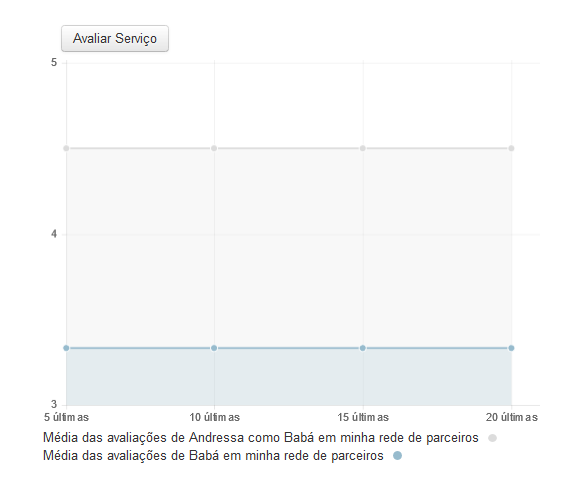 Avaliar Serviço
5
4
3
5 últimas 10 últimas 15 últimas 20 últimas
Média das avaliações de Andressa como Babá em minha rede de parceiros
Média das avaliações de Babá em minha rede de parceiros